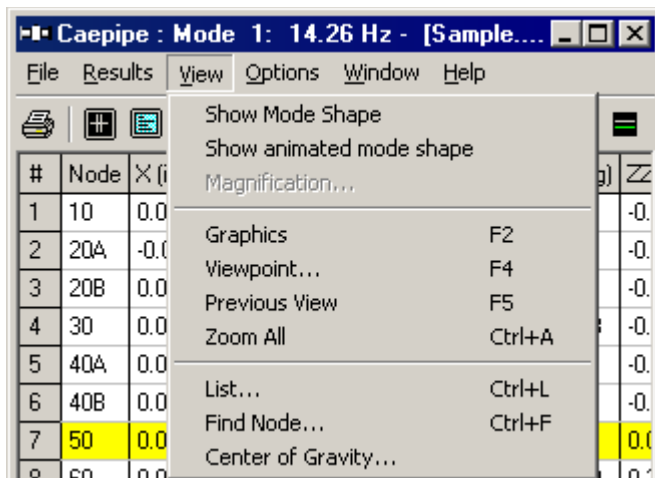 Caepipe : Mode 1: 14.26 Hz - [Sample....
File Results View Options Window Help
Show Mode Shape
Show animated mode shape
Magnification...
Graphics F2
Viewpoint... F4
Previous View F5
Zoom All Ctrl+A
List... Ctrl+L
Find Node... Ctrl+F
Center of Gravity...
# Node X (i g) ZZ
1 10 0.0 -0.
2 20A -0.0 -0.
3 20B 0.0 -0.
4 30 0.0 -0.
5 40A 0.0 -0.
6 40B 0.0 -0.
7 50 0.0 0.0